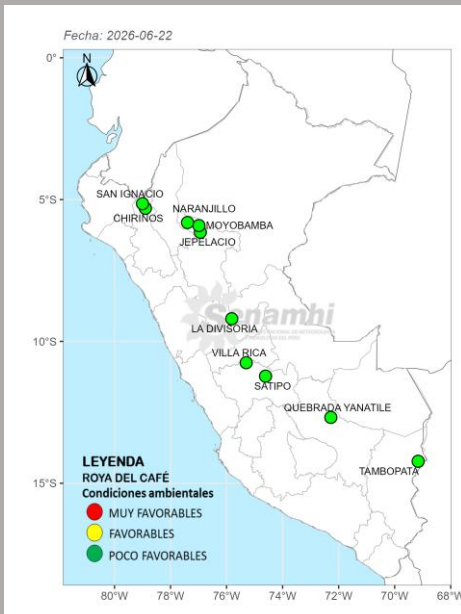 Fecha: 2026-06-22
N
0°
5°S
10°S
15°S
SAN IGNACIO
CHIRINOS
NARANJILLO
MOYOBAMBA
JEPELACIO
Senamhi
LA DIVISORIA
VILLA RICA
SATIPO
QUEBRADA YANATILE
TAMBOPATA
LEYENDA
ROYA DEL CAFÉ
Condiciones ambientales
MUY FAVORABLES
FAVORABLES
POCO FAVORABLES
80°W 78°W 76°W 74°W 72°W 70°W 68°W